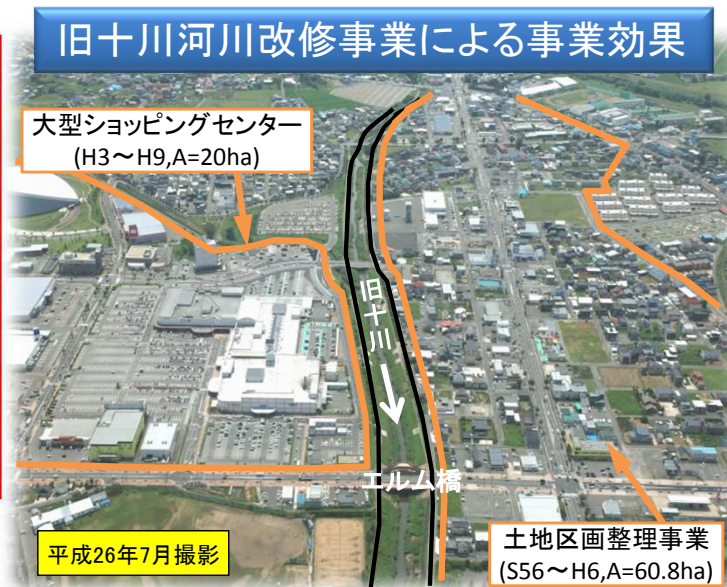 旧十川河川改修事業による事業効果
大型ショッピングセンター
(H3～H9,A=20ha)
旧十川
エルム橋
平成26年7月撮影
土地区画整理事業
(S56～H6,A=60.8ha)